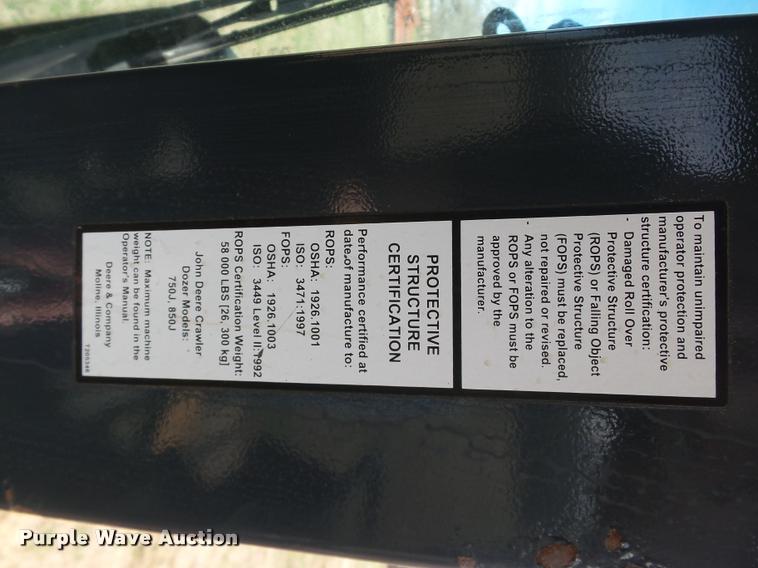 To maintain unimpaired
operator protection and
manufacturer's protective
structure certification:
- Damaged Roll Over
Protective Structure
(ROPS) or Falling Object
Protective Structure
(FOPS) must be replaced,
not repaired or revised.
- Any alteration to the
ROPS or FOPS must be
approved by the
manufacturer.
PROTECTIVE
STRUCTURE
CERTIFICATION
Performance certified at
date of manufacture to:
ROPS:
OSHA: 1926.1001
ISO: 3471:1997
FOPS:
OSHA: 1926.1003
ISO: 3449 Level II:1992
ROPS Certification Weight:
58 000 LBS [26, 300 kg]
John Deere Crawler
Dozer Models:
750J, 850J
NOTE: Maximum machine
weight can be found in the
Operator's Manual.
Deere & Company
Moline, Illinois
T205346
Purple Wave Auction